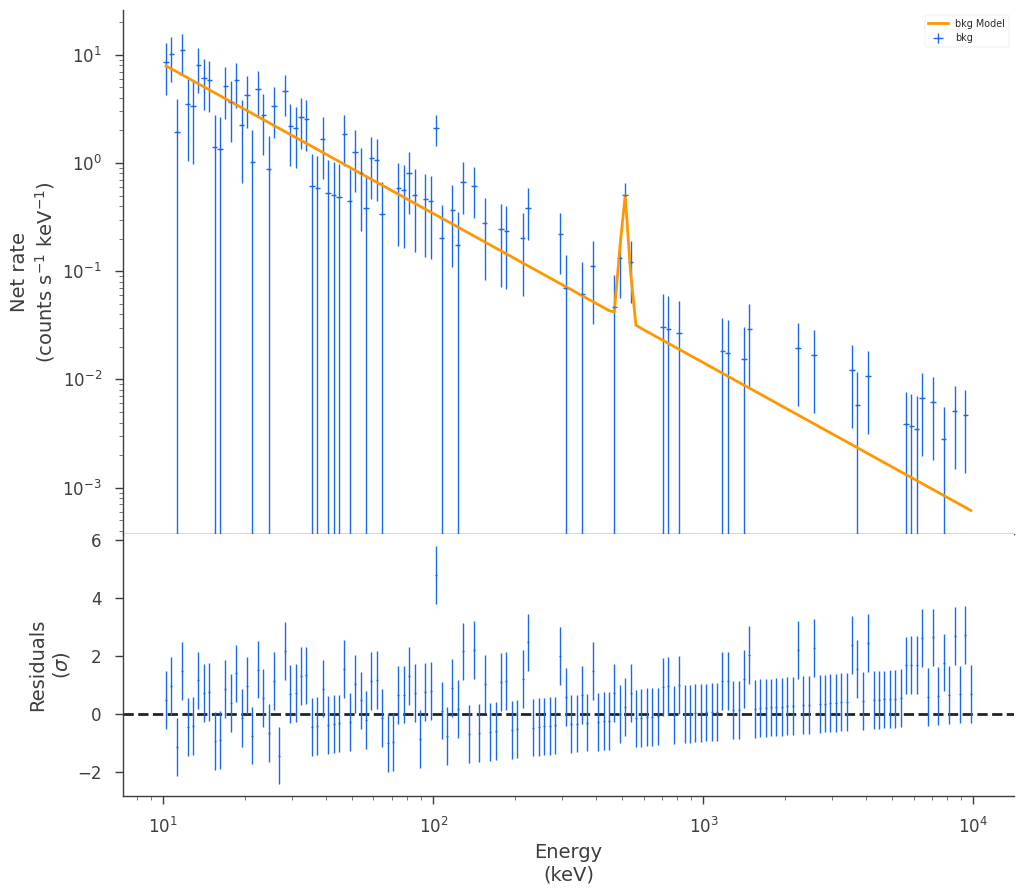 bkg Model
bkg
10¹
10⁰
10⁻¹
10⁻²
10⁻³
Net rate
(counts s⁻¹ keV⁻¹)
6
4
2
0
−2
Residuals
(σ)
10¹ 10² 10³ 10⁴
Energy
(keV)